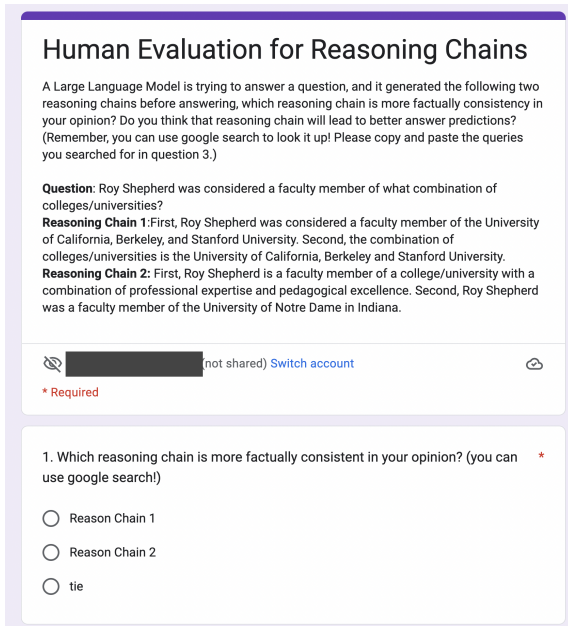 Human Evaluation for Reasoning Chains
A Large Language Model is trying to answer a question, and it generated the following two
reasoning chains before answering, which reasoning chain is more factually consistency in
your opinion? Do you think that reasoning chain will lead to better answer predictions?
(Remember, you can use google search to look it up! Please copy and paste the queries
you searched for in question 3.)
Question: Roy Shepherd was considered a faculty member of what combination of
colleges/universities?
Reasoning Chain 1:First, Roy Shepherd was considered a faculty member of the University
of California, Berkeley, and Stanford University. Second, the combination of
colleges/universities is the University of California, Berkeley and Stanford University.
Reasoning Chain 2: First, Roy Shepherd is a faculty member of a college/university with a
combination of professional expertise and pedagogical excellence. Second, Roy Shepherd
was a faculty member of the University of Notre Dame in Indiana.
(not shared) Switch account
* Required
1. Which reasoning chain is more factually consistent in your opinion? (you can *
use google search!)
Reason Chain 1
Reason Chain 2
tie